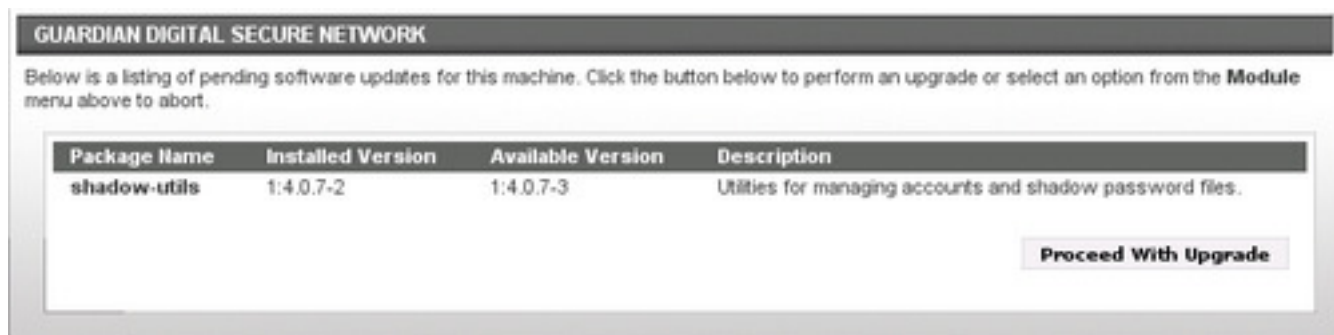 GUARDIAN DIGITAL SECURE NETWORK
Below is a listing of pending software updates for this machine. Click the button below to perform an upgrade or select an option from the Module
menu above to abort.
Package Name Installed Version Available Version Description
shadow-utils 1:4.0.7-2 1:4.0.7-3 Utilities for managing accounts and shadow password files.
Proceed With Upgrade